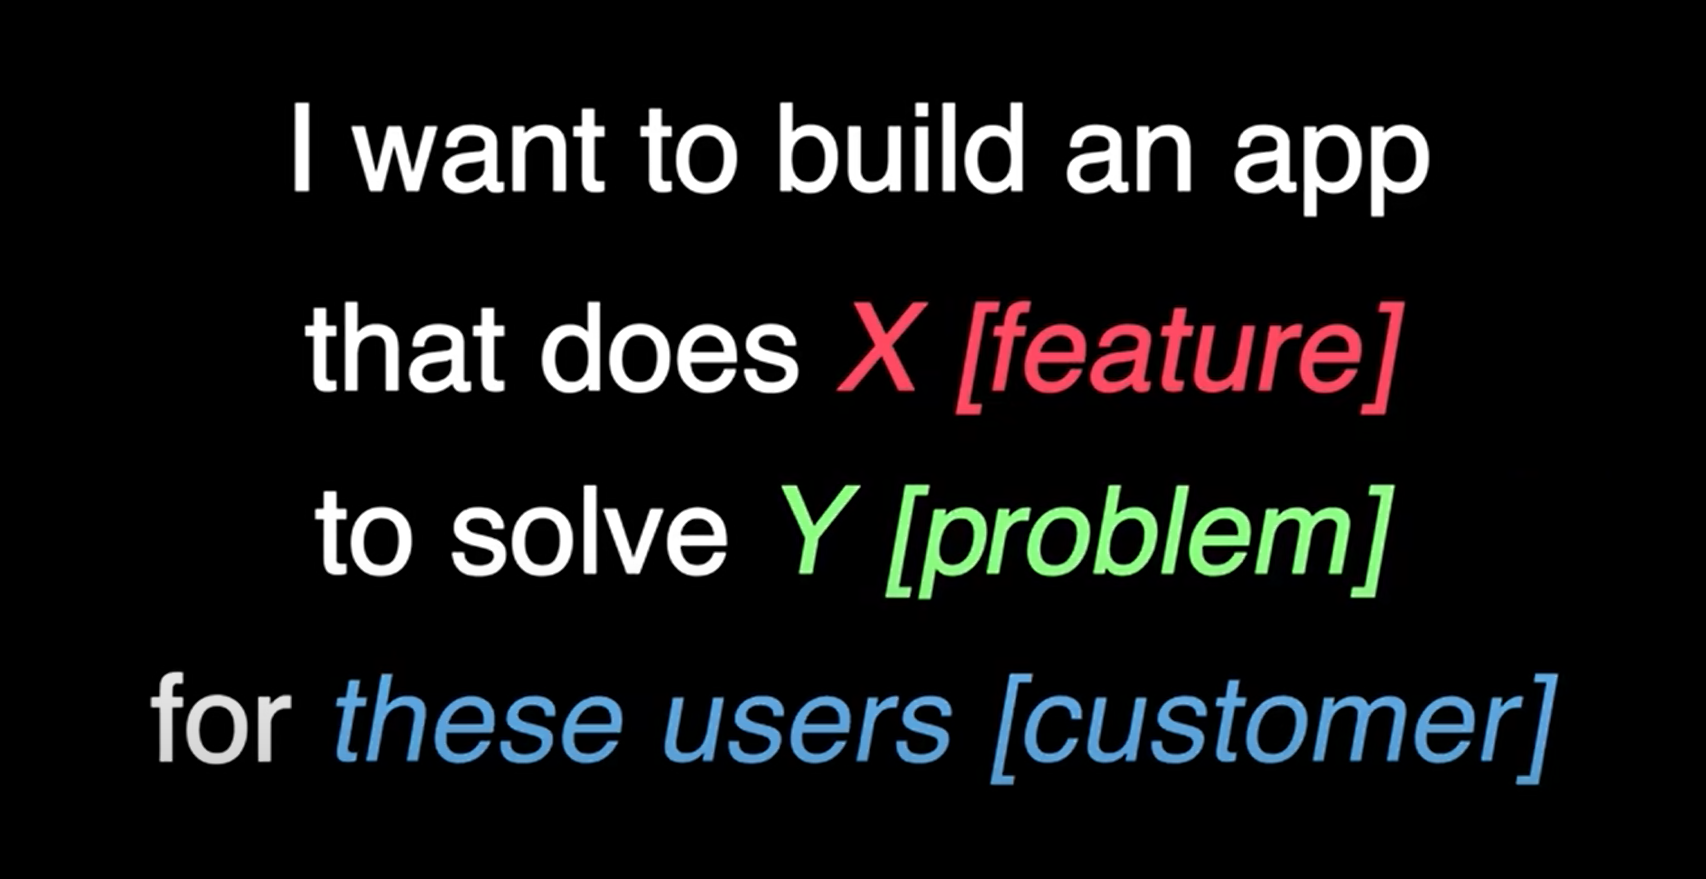 I want to build an app
that does X [feature]
to solve Y [problem]
for these users [customer]